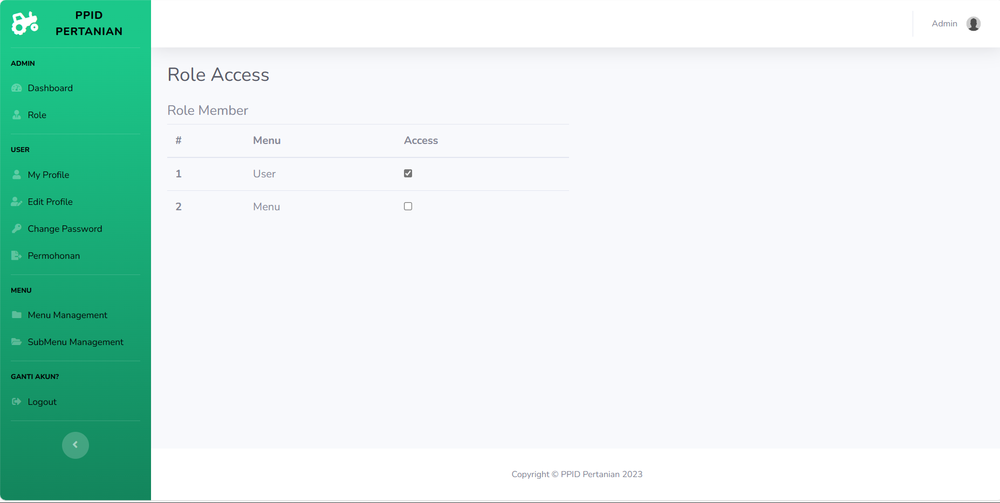 PPID
PERTANIAN
Admin
ADMIN
Dashboard
Role
USER
My Profile
Edit Profile
Change Password
Permohonan
MENU
Menu Management
SubMenu Management
GANTI AKUN?
Logout
Role Access
Role Member
# Menu Access
1 User
2 Menu
Copyright © PPID Pertanian 2023